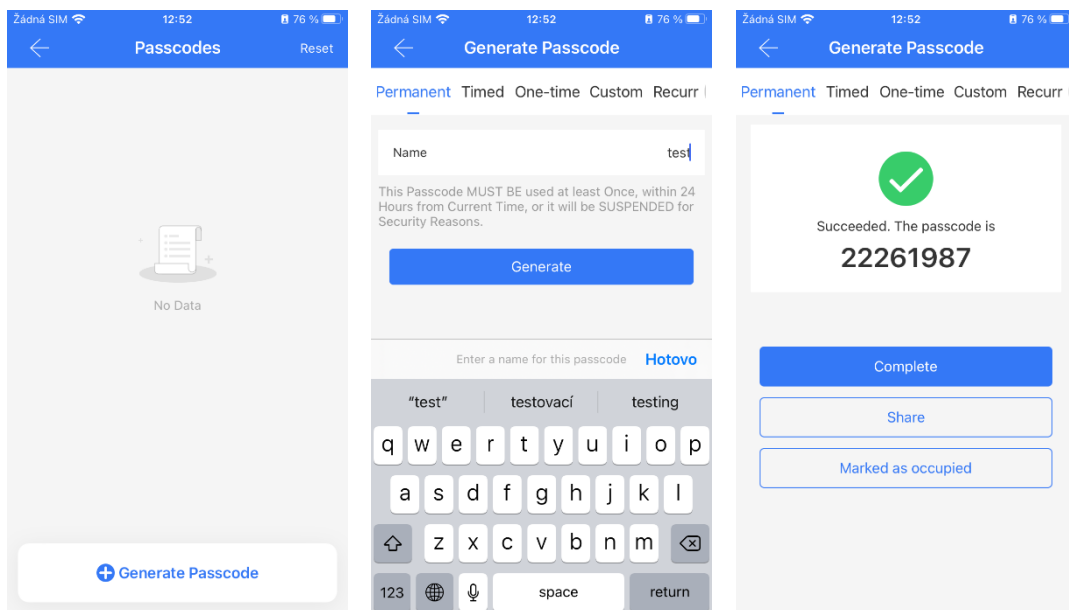 Žádná SIM 12:52 76 %
Passcodes Reset
No Data
Generate Passcode
Žádná SIM 12:52 76 %
Generate Passcode
Permanent Timed One-time Custom Recurr
Name test
This Passcode MUST BE used at least Once, within 24
Hours from Current Time, or it will be SUSPENDED for
Security Reasons.
Generate
Enter a name for this passcode Hotovo
"test" testovací testing
q w e r t y u i o p
a s d f g h j k l
z x c v b n m
123 space return
Žádná SIM 12:52 76 %
Generate Passcode
Permanent Timed One-time Custom Recurr
Succeeded. The passcode is
22261987
Complete
Share
Marked as occupied